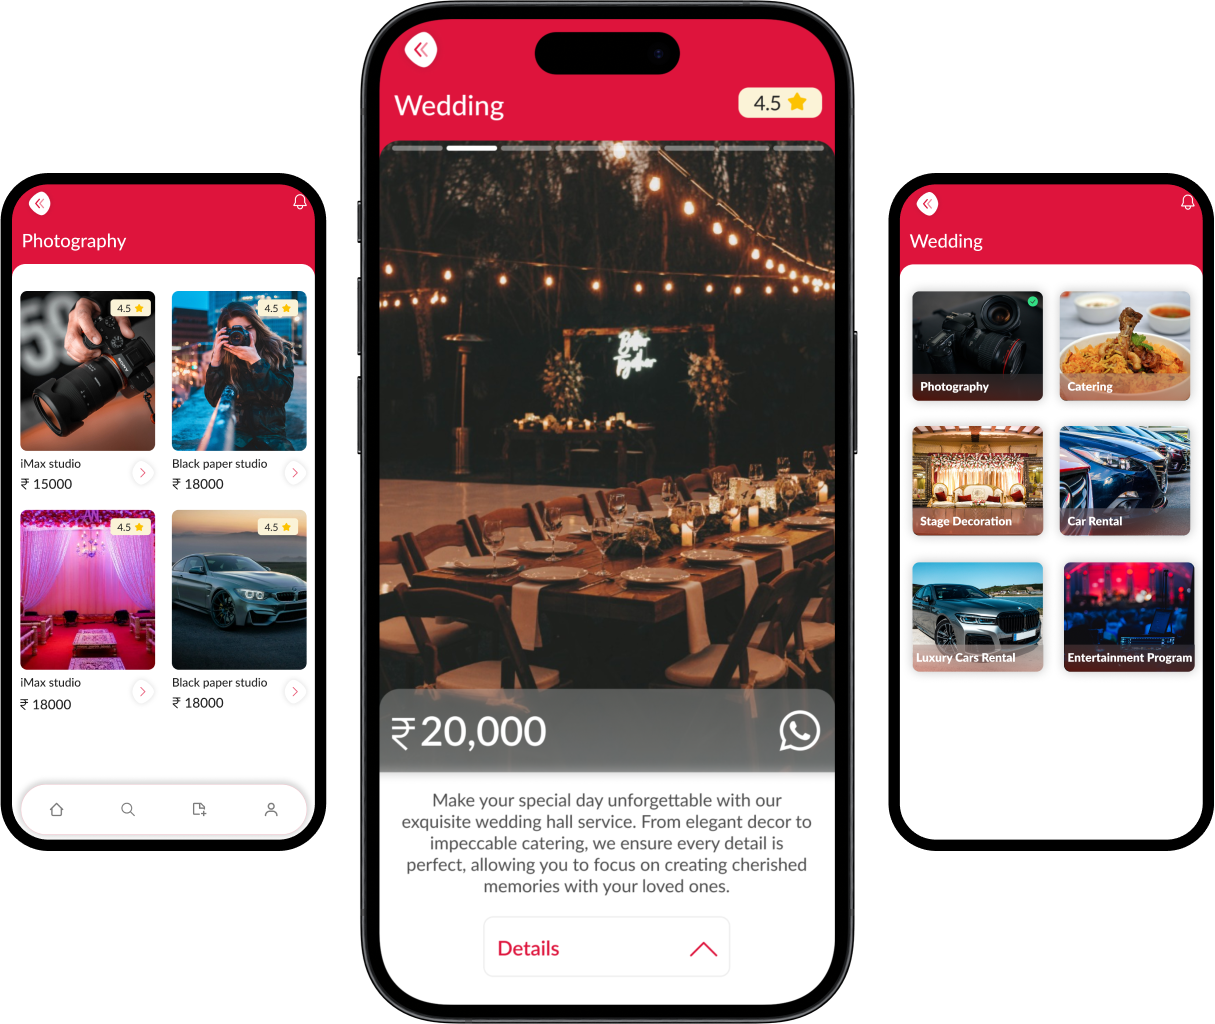 Photography
4.5
4.5
iMax studio
₹ 15000
Black paper studio
₹ 18000
4.5
4.5
iMax studio
₹ 18000
Black paper studio
₹ 18000
Wedding
4.5
Better
Together
₹ 20,000
Make your special day unforgettable with our
exquisite wedding hall service. From elegant decor to
impeccable catering, we ensure every detail is
perfect, allowing you to focus on creating cherished
memories with your loved ones.
Details
Wedding
Photography
Catering
Stage Decoration
Car Rental
Luxury Cars Rental
Entertainment Program